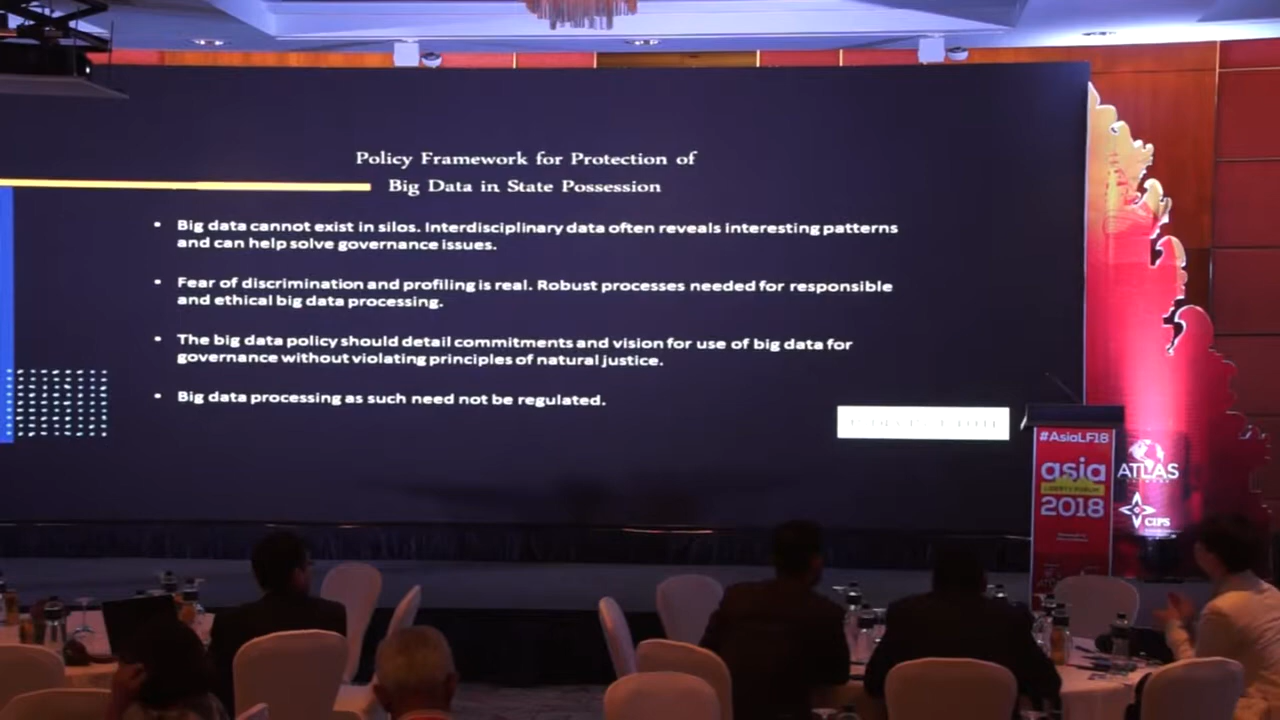 Policy Framework for Protection of
Big Data in State Possession
• Big data cannot exist in silos. Interdisciplinary data often reveals interesting patterns
and can help solve governance issues.
• Fear of discrimination and profiling is real. Robust processes needed for responsible
and ethical big data processing.
• The big data policy should detail commitments and vision for use of big data for
governance without violating principles of natural justice.
• Big data processing as such need not be regulated.
#AsiaLF18
asia
LIBERTY FORUM
2018
ATLAS
NETWORK
CIPS